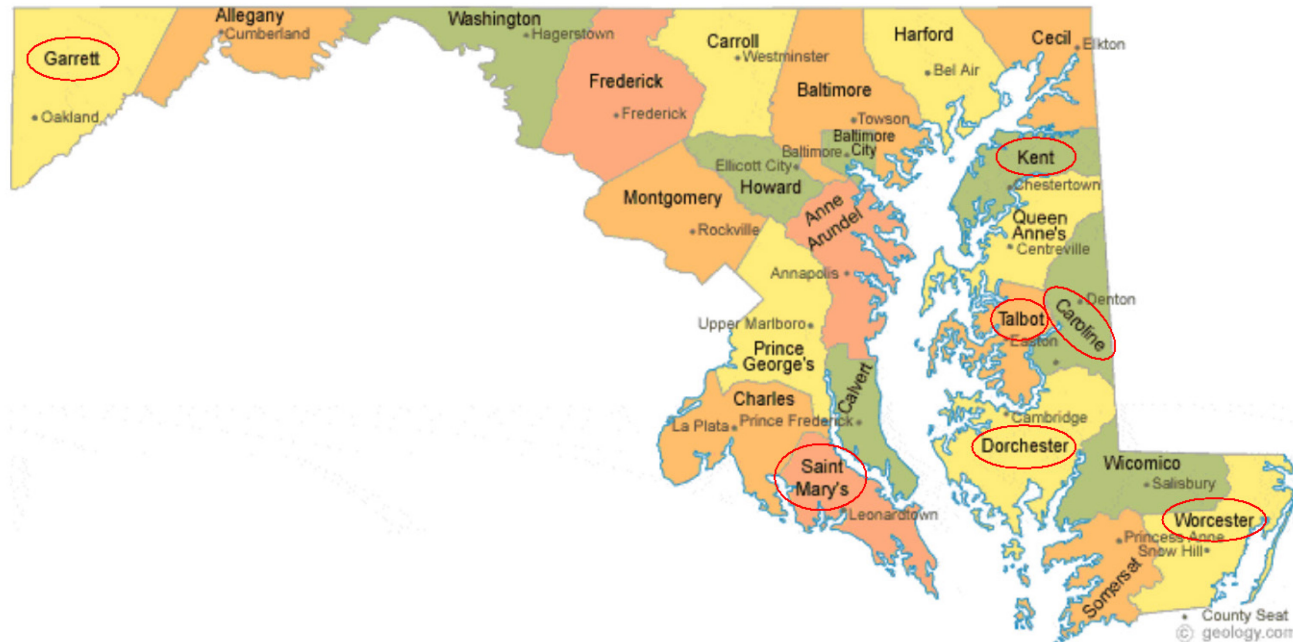 Allegany
Cumberland
Washington
Hagerstown
Garrett
Oakland
Frederick
Frederick
Carroll
Westminster
Harford
Bel Air
Cecil
Elkton
Baltimore
Towson
Baltimore
City
Baltimore
Ellicott City
Howard
Montgomery
Rockville
Anne
Arundel
Annapolis
Kent
Chestertown
Queen
Anne's
Centreville
Denton
Caroline
Talbot
Easton
Upper Marlboro
Prince
George's
Charles
La Plata
Prince Frederick
Calvert
Saint
Mary's
Leonardtown
Cambridge
Dorchester
Wicomico
Salisbury
Worcester
Princess Anne
Snow Hill
Somerset
County Seat
© geology.com